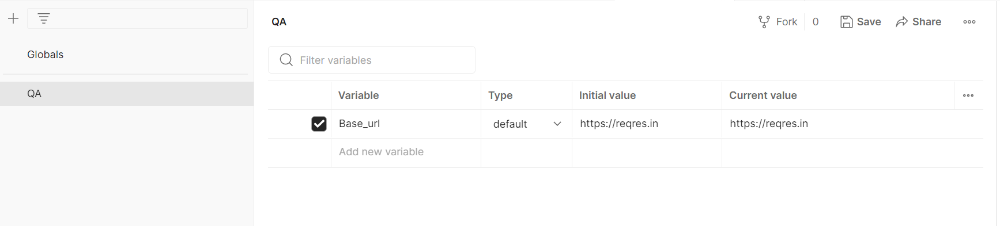 QA
Fork 0 Save Share
Globals
Filter variables
QA
Variable Type Initial value Current value
Base_url default https://reqres.in https://reqres.in
Add new variable